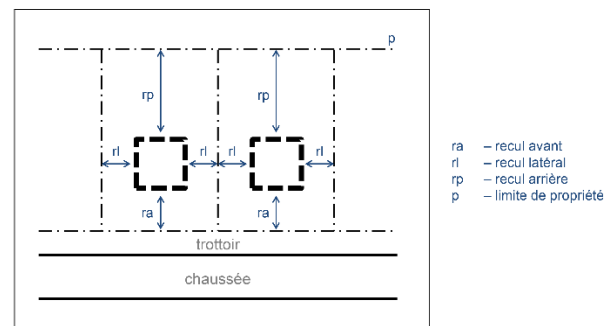 p
rp
rp
rl
rl
rl
rl
ra
ra
trottoir
chaussée
ra – recul avant
rl – recul latéral
rp – recul arrière
p – limite de propriété